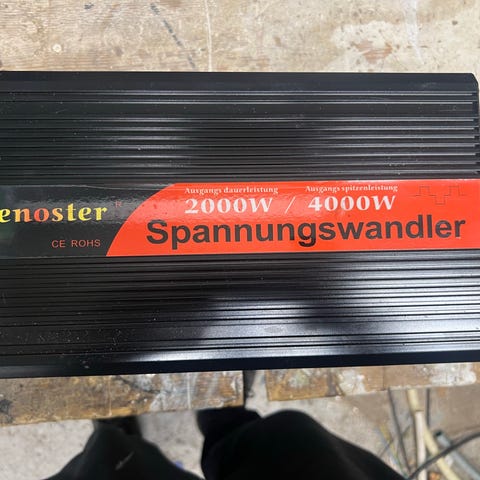 Ausgangs dauerleistung Ausgangs spitzenleistung
enoster ® 2000W / 4000W
CE ROHS Spannungswandler